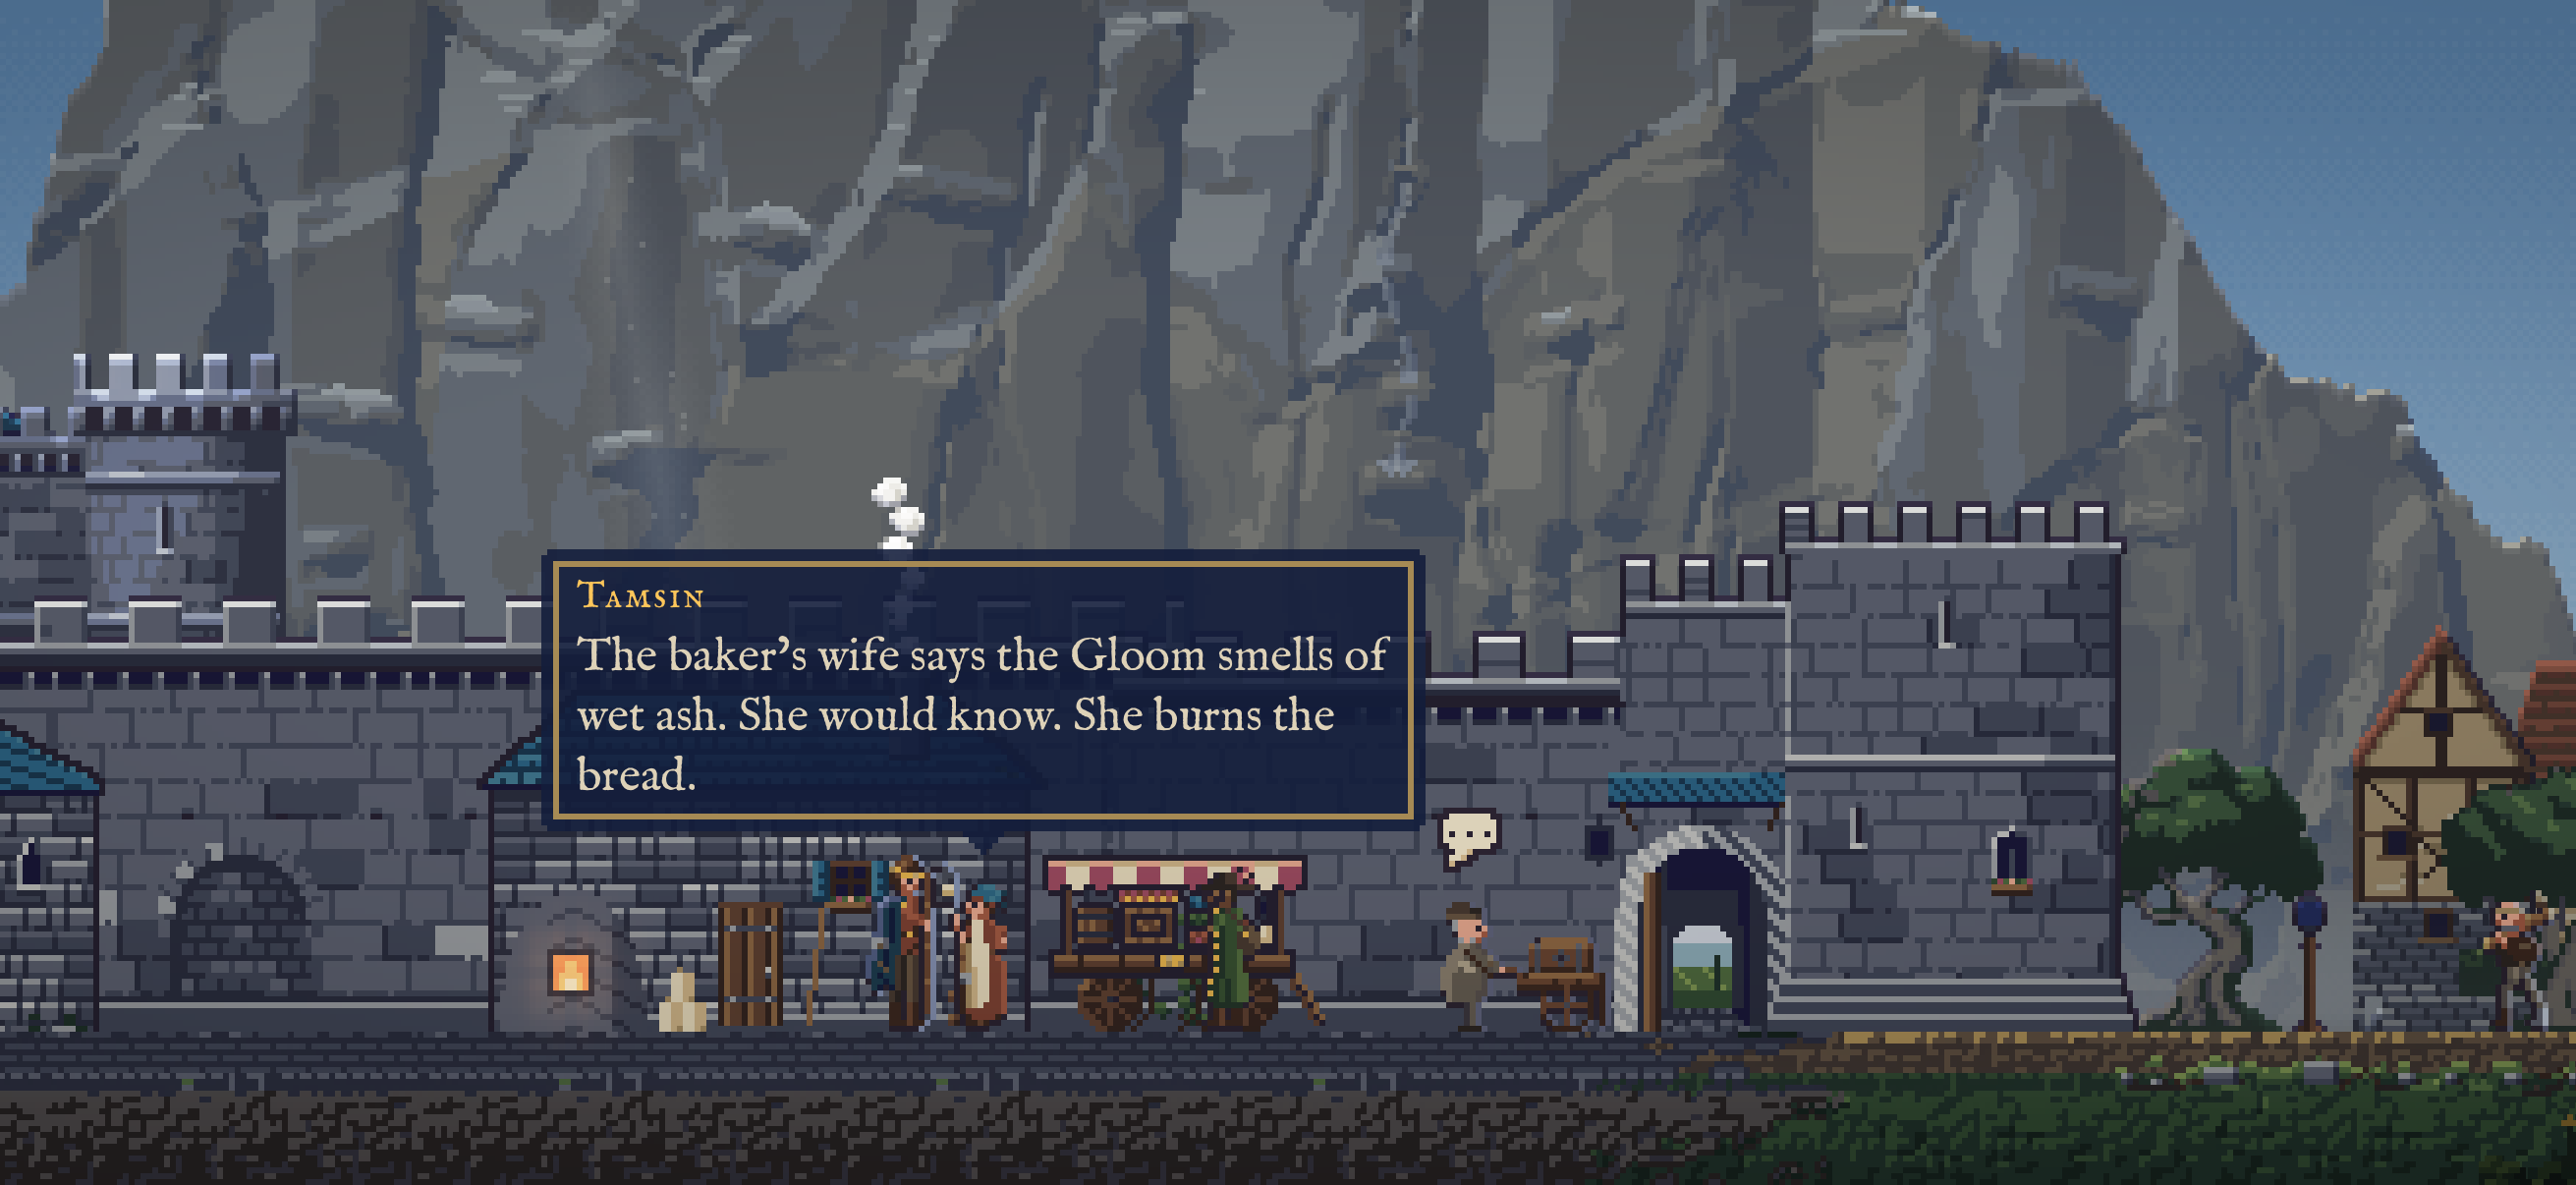 Tamsin
The baker’s wife says the Gloom smells of
wet ash. She would know. She burns the
bread.